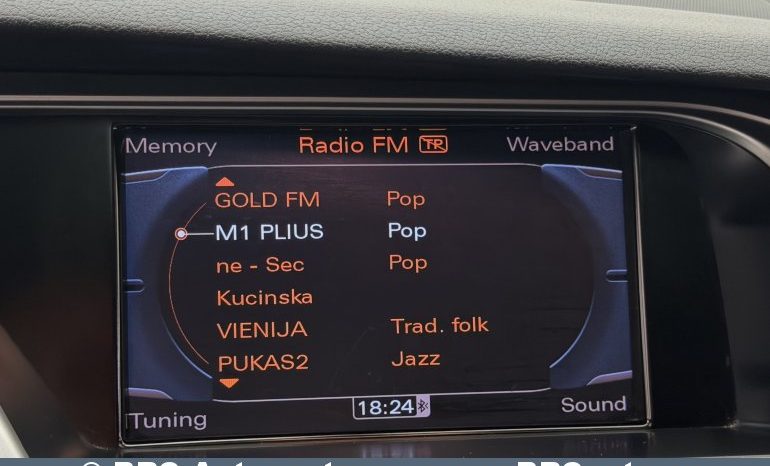 Memory Radio FM TP Waveband
GOLD FM Pop
M1 PLIUS Pop
ne - Sec Pop
Kucinska
VIENIJA Trad. folk
PUKAS2 Jazz
18:24
Tuning Sound